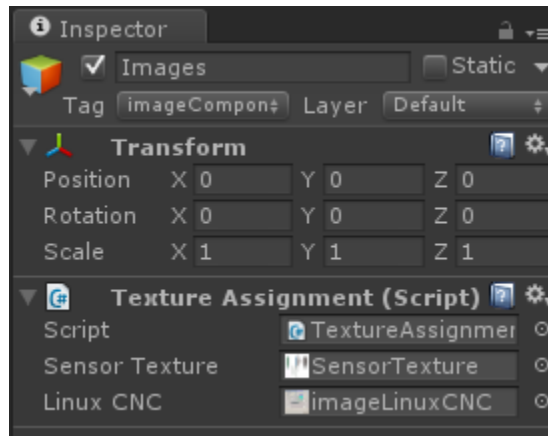 Inspector
Images Static
Tag imageCompon Layer Default
Transform
Position X 0 Y 0 Z 0
Rotation X 0 Y 0 Z 0
Scale X 1 Y 1 Z 1
Texture Assignment (Script)
Script TextureAssignmer
Sensor Texture SensorTexture
Linux CNC imageLinuxCNC